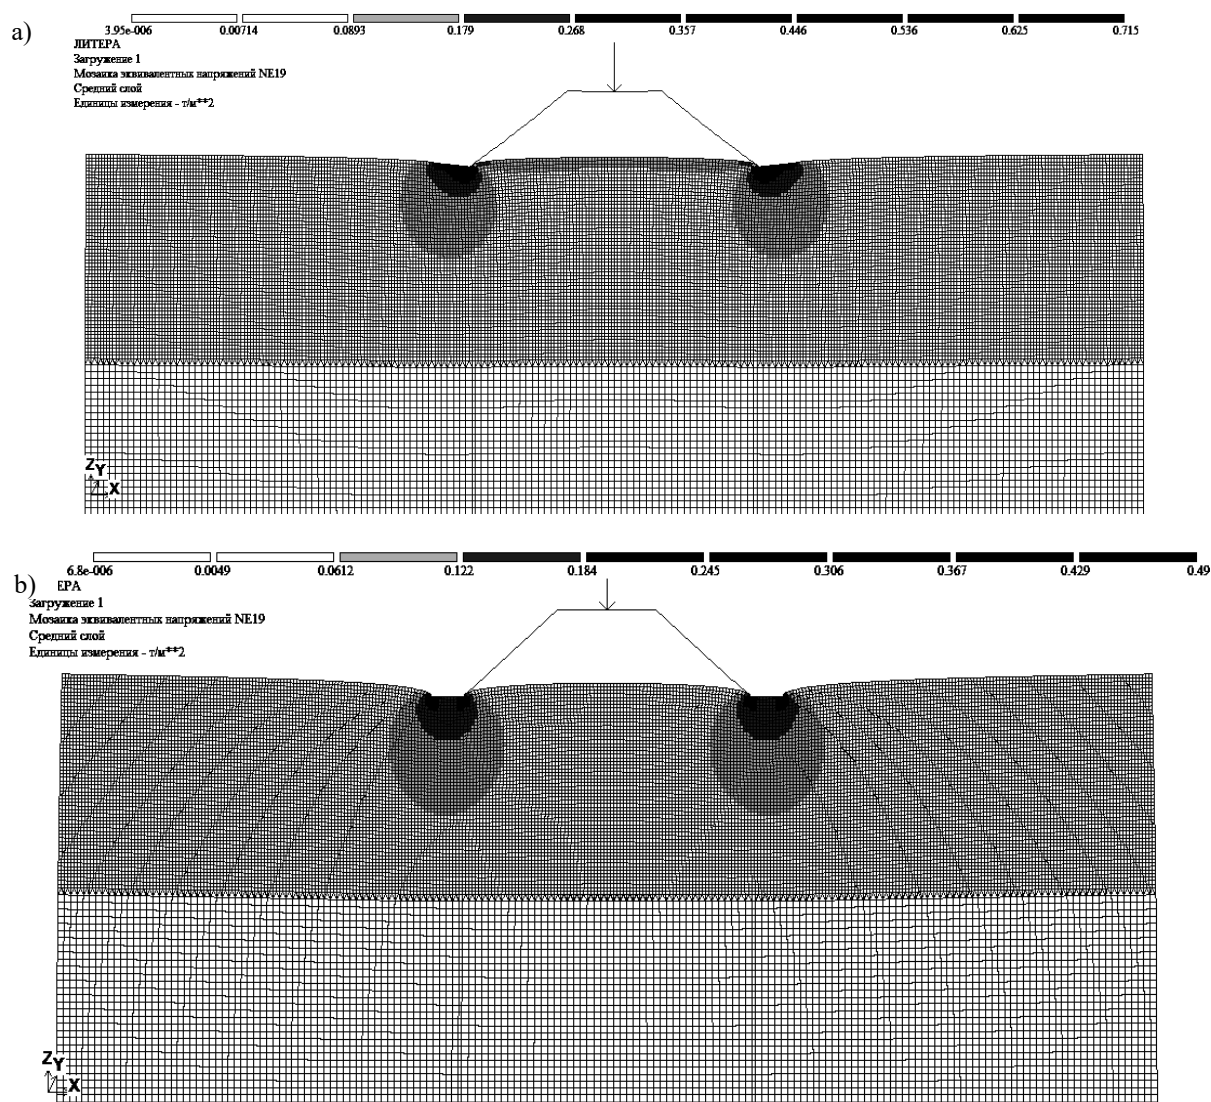 a)
3.95e-006 0.00714 0.0893 0.179 0.268 0.357 0.446 0.536 0.625 0.715
ЛИТЕРА
Загружение 1
Мозаика эквивалентных напряжений NE19
Средний слой
Единицы измерения - т/м**2
Z Y
X
6.8e-006 0.0049 0.0612 0.122 0.184 0.245 0.306 0.367 0.429 0.49
b) ЕРА
Загружение 1
Мозаика эквивалентных напряжений NE19
Средний слой
Единицы измерения - т/м**2
Z Y
X